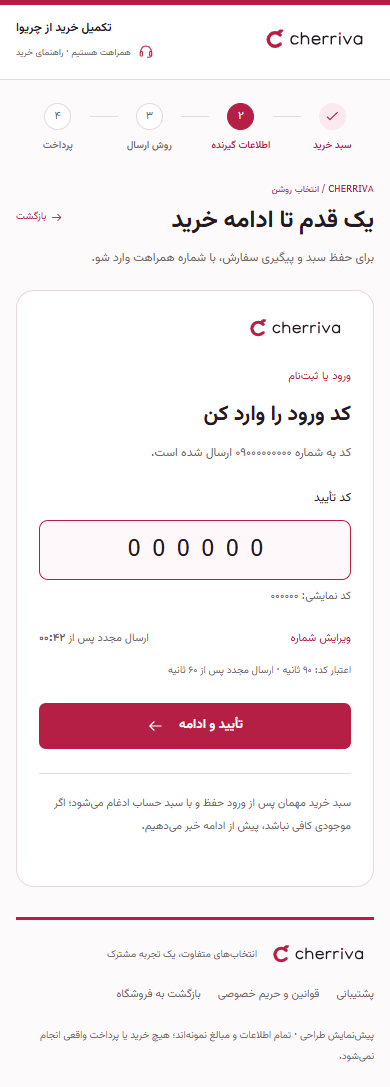 cherriva
تکمیل خرید از چریوا
همراهت هستیم · راهنمای خرید
۲ ۳ ۴
سبد خرید اطلاعات گیرنده روش ارسال پرداخت
CHERRIVA / انتخاب روشن
یک قدم تا ادامه خرید
بازگشت →
برای حفظ سبد و پیگیری سفارش، با شماره همراهت وارد شو.
cherriva
ورود یا ثبت‌نام
کد ورود را وارد کن
کد به شماره ۰۹۰۰۰۰۰۰۰۰۰ ارسال شده است.
کد تأیید
000000
کد نمایشی: ۰۰۰۰۰۰
ویرایش شماره ارسال مجدد پس از ۰۰:۴۲
اعتبار کد: ۹۰ ثانیه · ارسال مجدد پس از ۶۰ ثانیه
تأیید و ادامه ←
سبد خرید مهمان پس از ورود حفظ و با سبد حساب ادغام می‌شود؛ اگر
موجودی کافی نباشد، پیش از ادامه خبر می‌دهیم.
cherriva انتخاب‌های متفاوت، یک تجربه مشترک
پشتیبانی قوانین و حریم خصوصی بازگشت به فروشگاه
پیش‌نمایش طراحی · تمام اطلاعات و مبالغ نمونه‌اند؛ هیچ خرید یا پرداخت واقعی انجام
نمی‌شود.